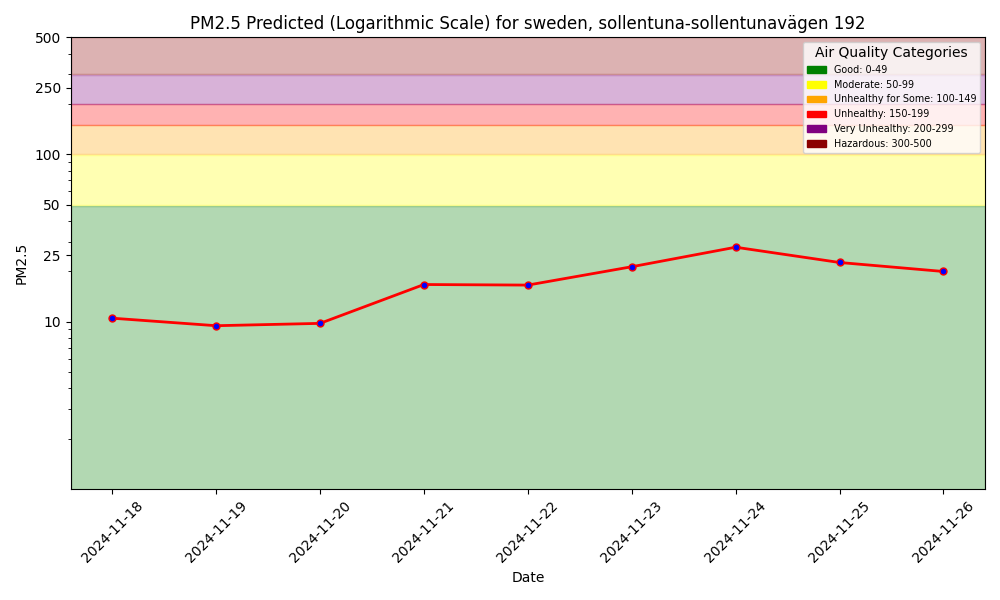 PM2.5 Predicted (Logarithmic Scale) for sweden, sollentuna-sollentunavägen 192
500
250
100
50
25
10
PM2.5
Air Quality Categories
Good: 0-49
Moderate: 50-99
Unhealthy for Some: 100-149
Unhealthy: 150-199
Very Unhealthy: 200-299
Hazardous: 300-500
2024-11-18
2024-11-19
2024-11-20
2024-11-21
2024-11-22
2024-11-23
2024-11-24
2024-11-25
2024-11-26
Date